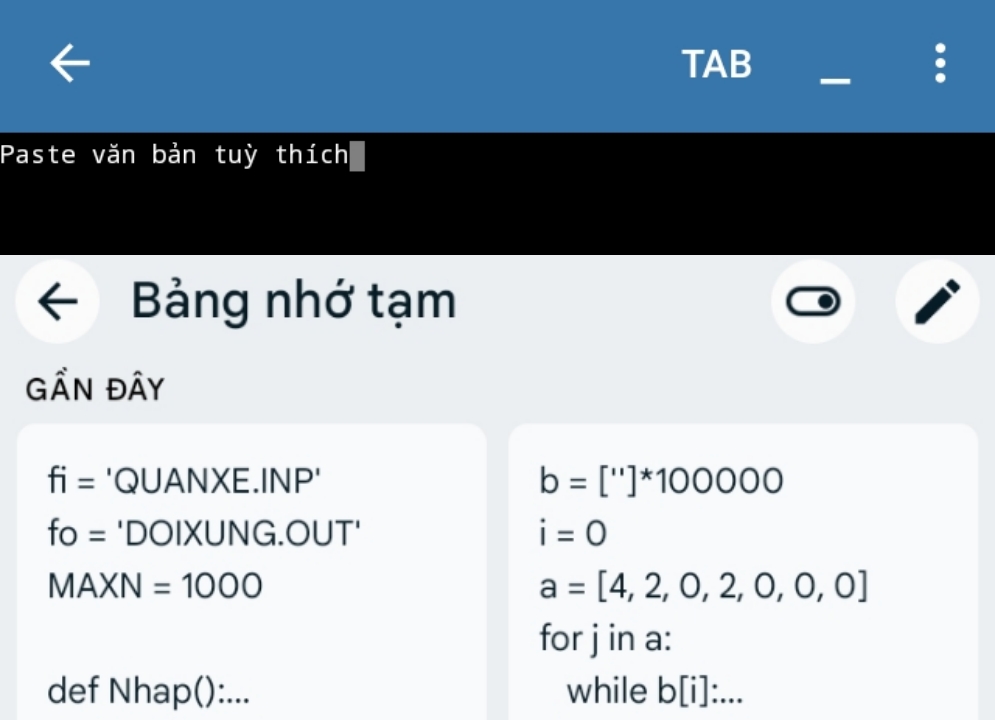 TAB _
Paste văn bản tuỳ thích
Bảng nhớ tạm
GẦN ĐÂY
fi = 'QUANXE.INP'
fo = 'DOIXUNG.OUT'
MAXN = 1000
def Nhap():...
b = ['']*100000
i = 0
a = [4, 2, 0, 2, 0, 0, 0]
for j in a:
  while b[i]:...